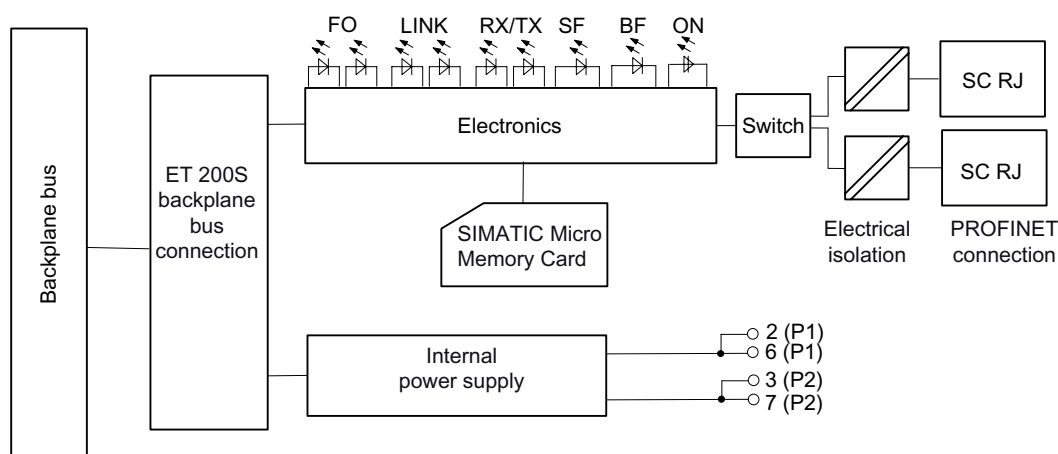 FO LINK RX/TX SF BF ON
Backplane bus
ET 200S
backplane
bus
connection
Electronics
Switch
SC RJ
SC RJ
Electrical
isolation
PROFINET
connection
SIMATIC Micro
Memory Card
Internal
power supply
2 (P1)
6 (P1)
3 (P2)
7 (P2)